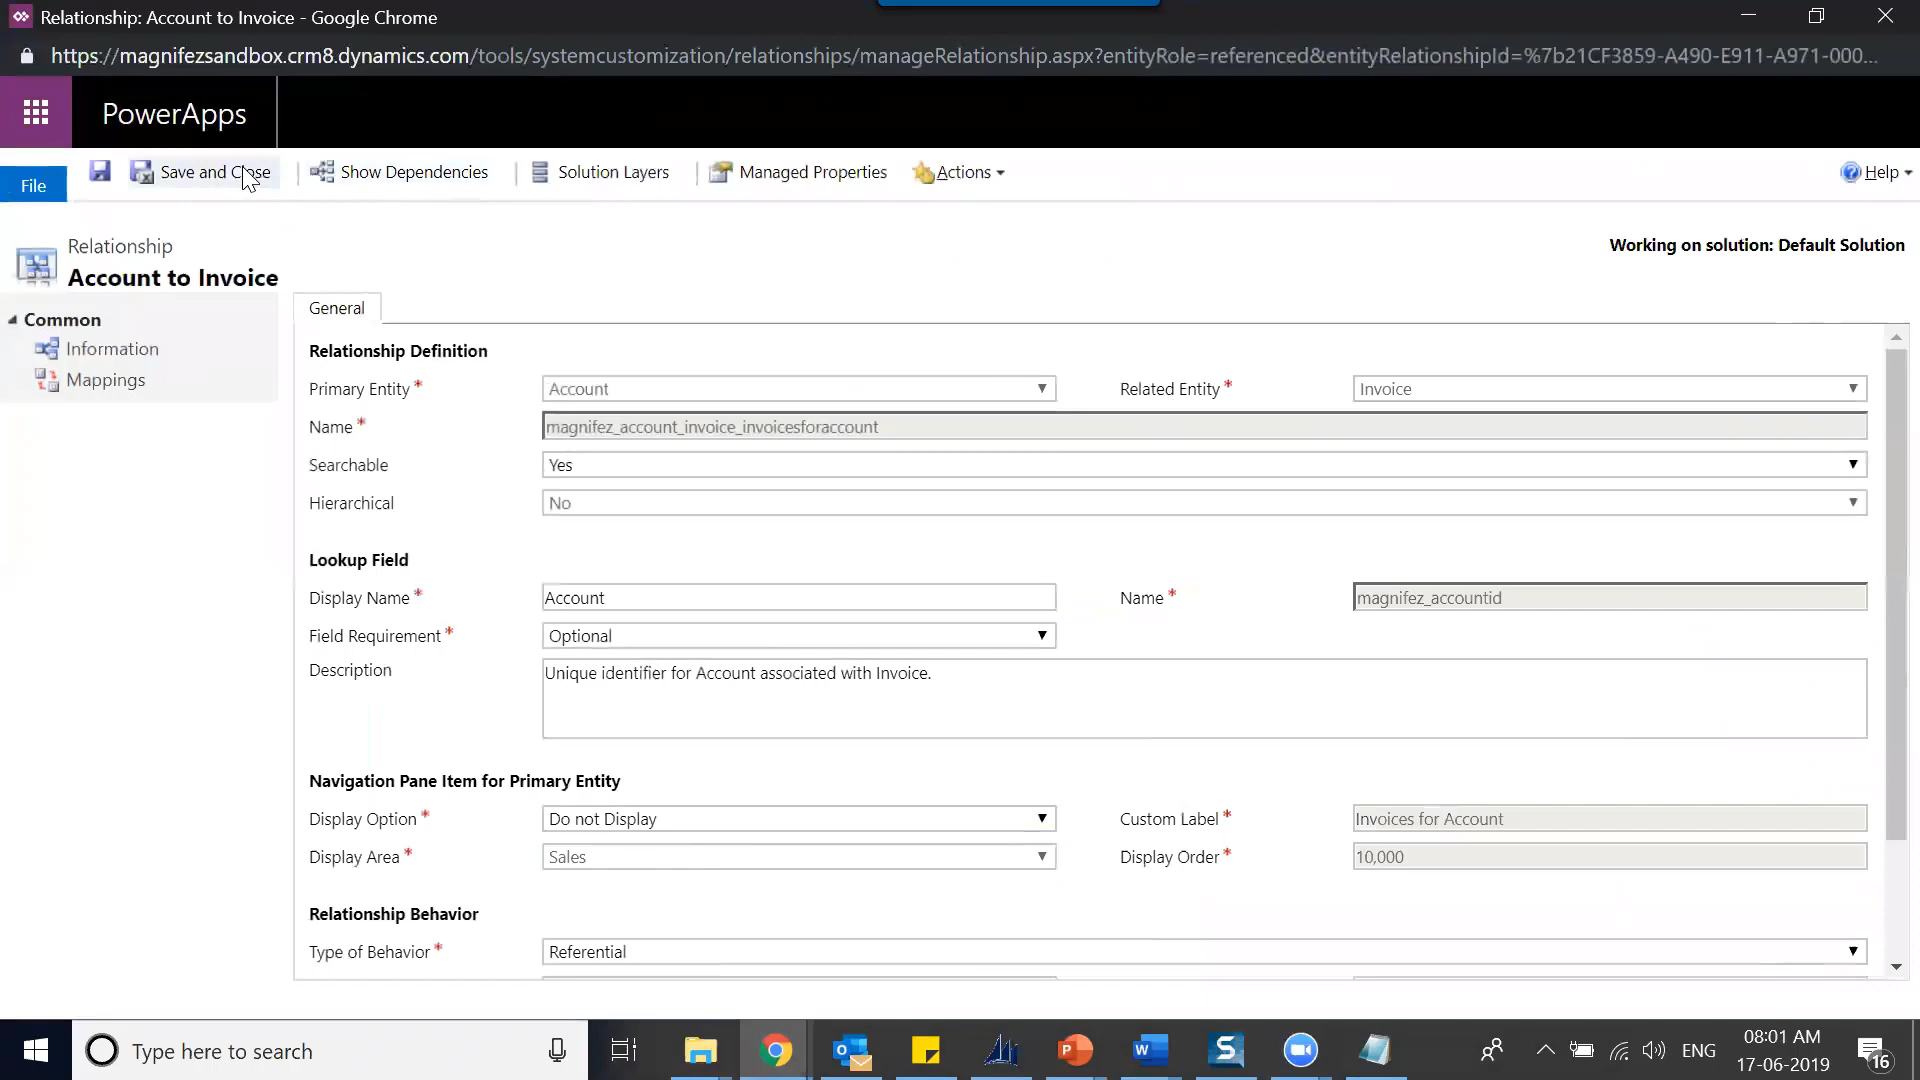 Relationship: Account to Invoice - Google Chrome
https://magnifezsandbox.crm8.dynamics.com/tools/systemcustomization/relationships/manageRelationship.aspx?entityRole=referenced&entityRelationshipId=%7b21CF3859-A490-E911-A971-000...
PowerApps
File Save and Close Show Dependencies Solution Layers Managed Properties Actions Help
Relationship
Account to Invoice
Working on solution: Default Solution
Common
Information
Mappings
General
Relationship Definition
Primary Entity * Account Related Entity * Invoice
Name * magnifez_account_invoice_invoicesforaccount
Searchable Yes
Hierarchical No
Lookup Field
Display Name * Account Name * magnifez_accountid
Field Requirement * Optional
Description Unique identifier for Account associated with Invoice.
Navigation Pane Item for Primary Entity
Display Option * Do not Display Custom Label * Invoices for Account
Display Area * Sales Display Order * 10,000
Relationship Behavior
Type of Behavior * Referential
Type here to search ENG 08:01 AM
17-06-2019 16